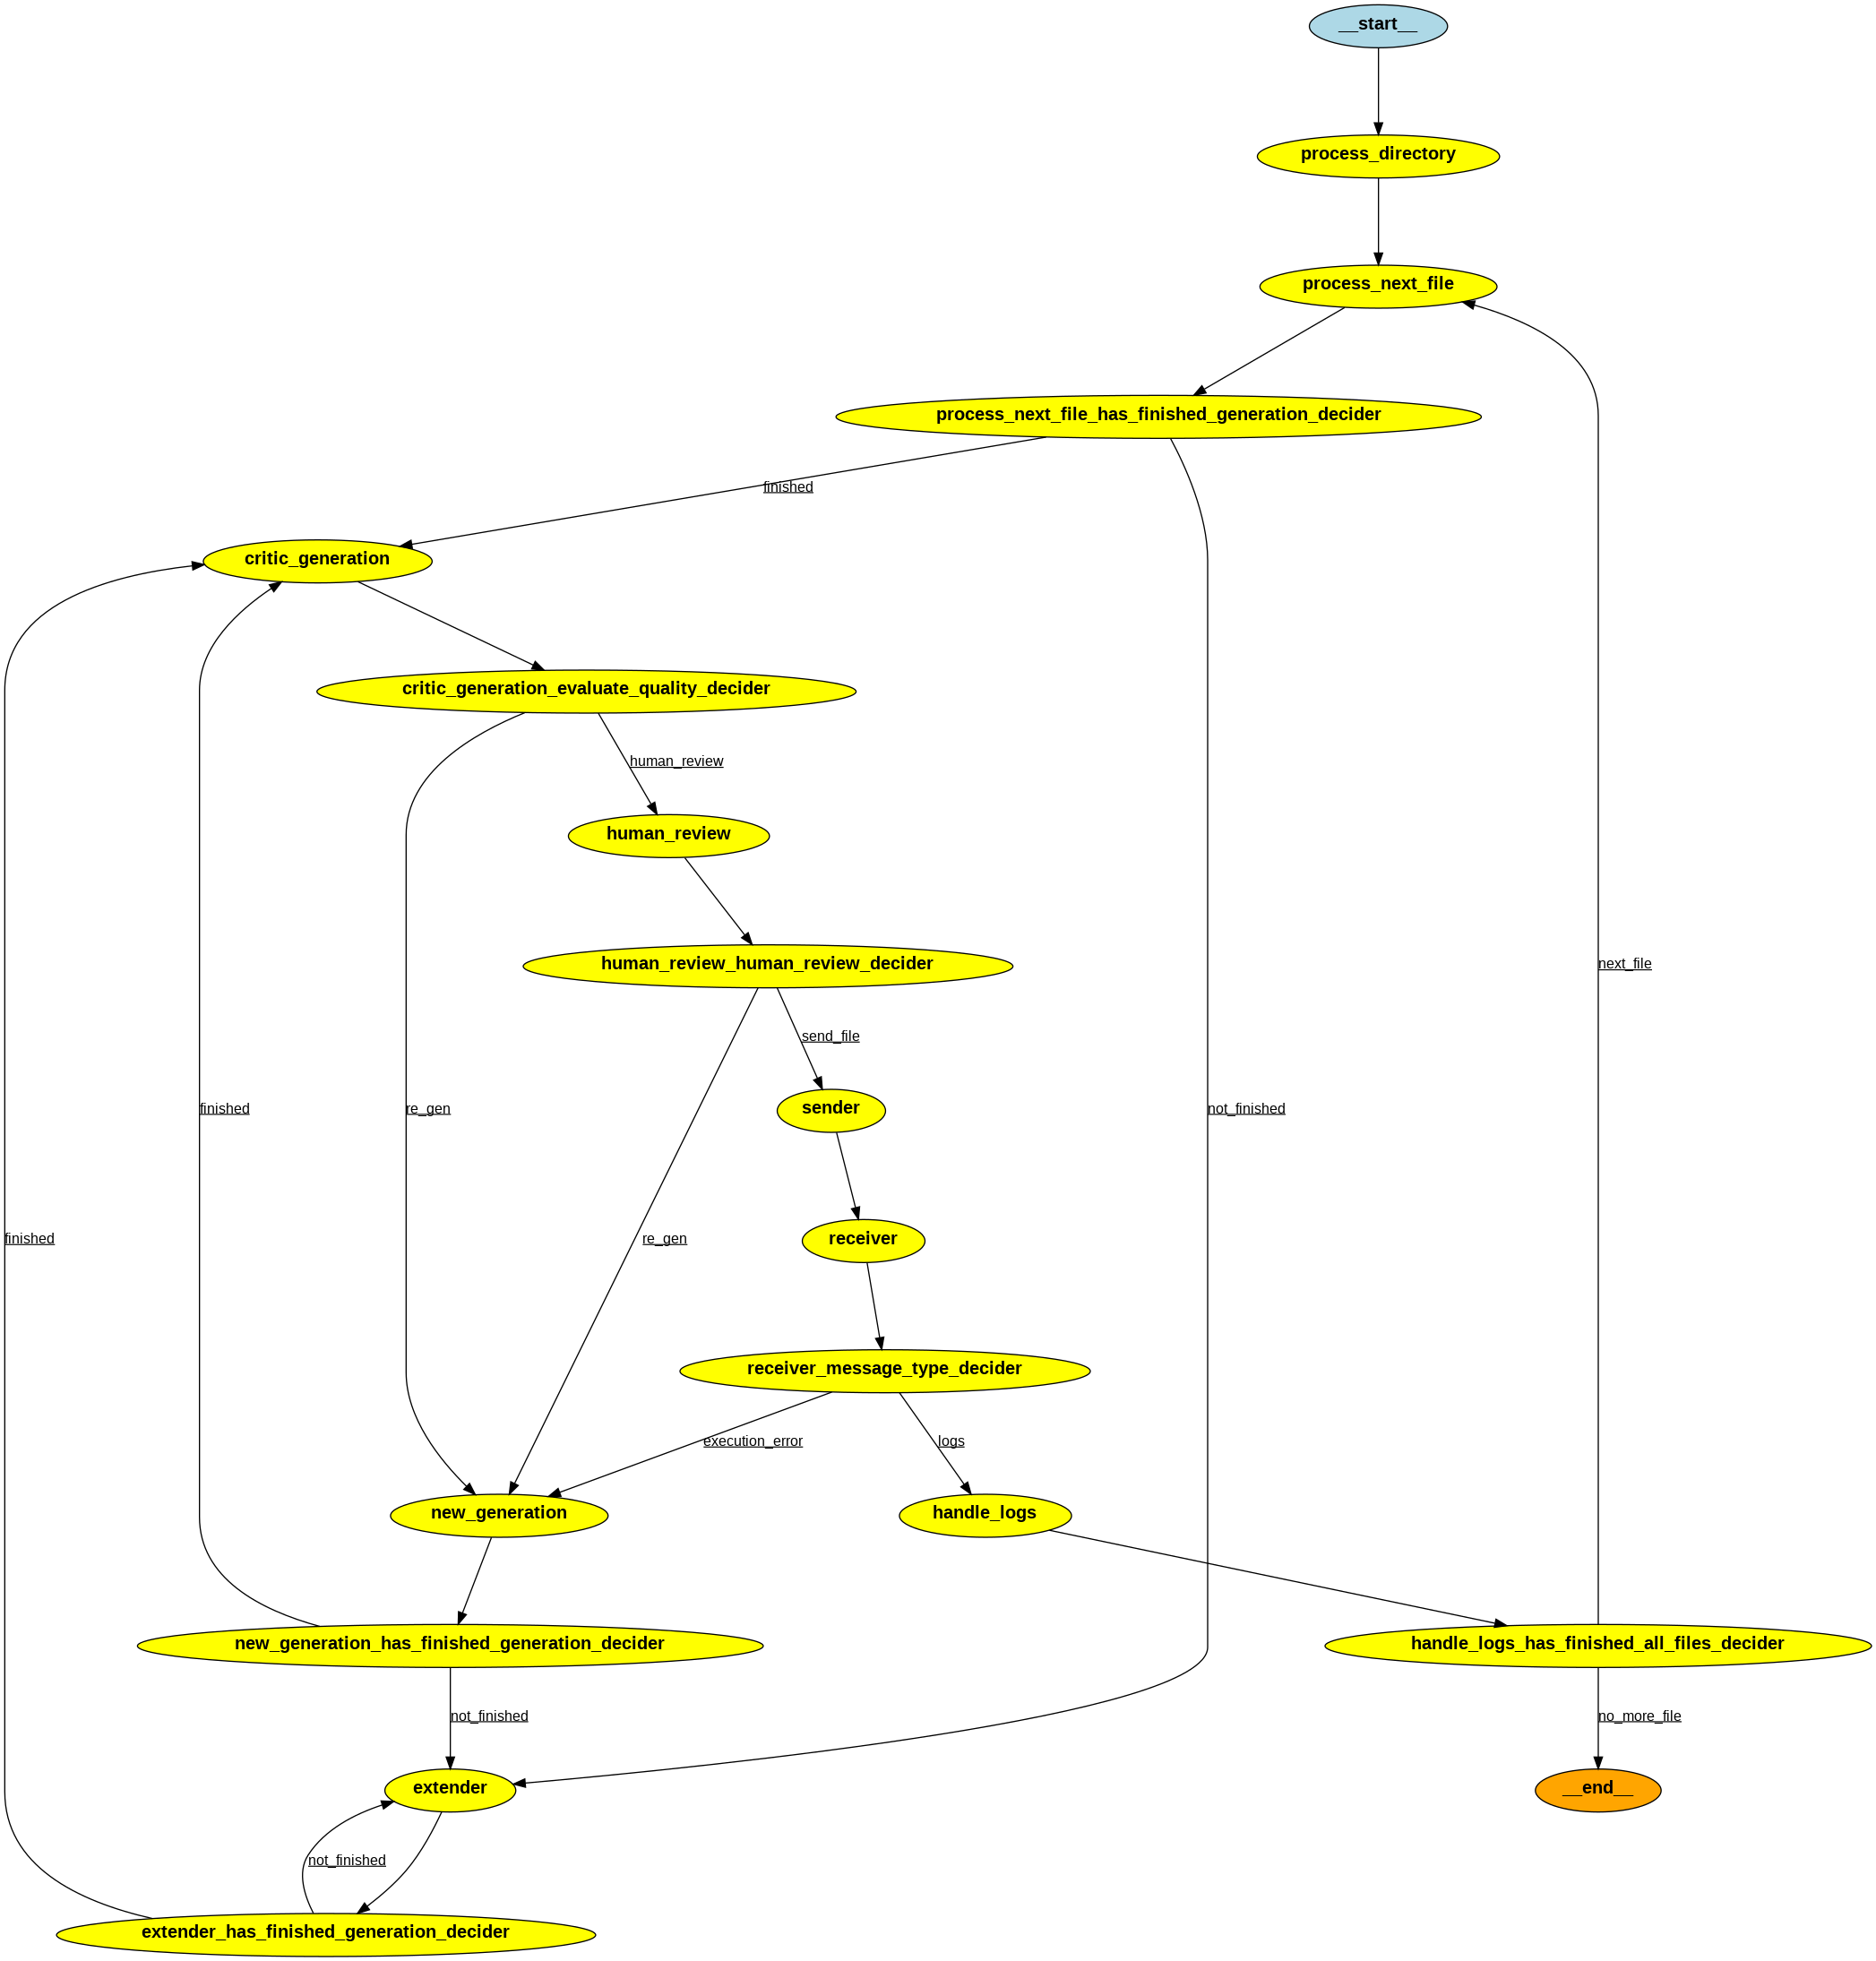 __start__
process_directory
process_next_file
process_next_file_has_finished_generation_decider
finished
critic_generation
critic_generation_evaluate_quality_decider
human_review
human_review
human_review_human_review_decider
next_file
send_file
sender
finished
re_gen
not_finished
receiver
finished
re_gen
receiver_message_type_decider
execution_error
logs
new_generation
handle_logs
new_generation_has_finished_generation_decider
handle_logs_has_finished_all_files_decider
not_finished
no_more_file
extender
__end__
not_finished
extender_has_finished_generation_decider